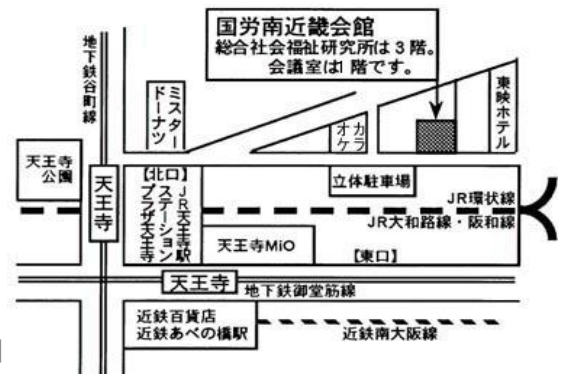 国労南近畿会館
総合社会福祉研究所は3階。
会議室は1階です。
地下鉄谷町線
ミスター
ドーナツ
カラ
オケ
東映ホテル
天王寺
公園
天王寺
【北口】
JR天王寺駅
ステーション
プラザ天王寺
立体駐車場
JR環状線
JR大和路線・阪和線
天王寺MiO
【東口】
天王寺
地下鉄御堂筋線
近鉄百貨店
近鉄あべの橋駅
近鉄南大阪線